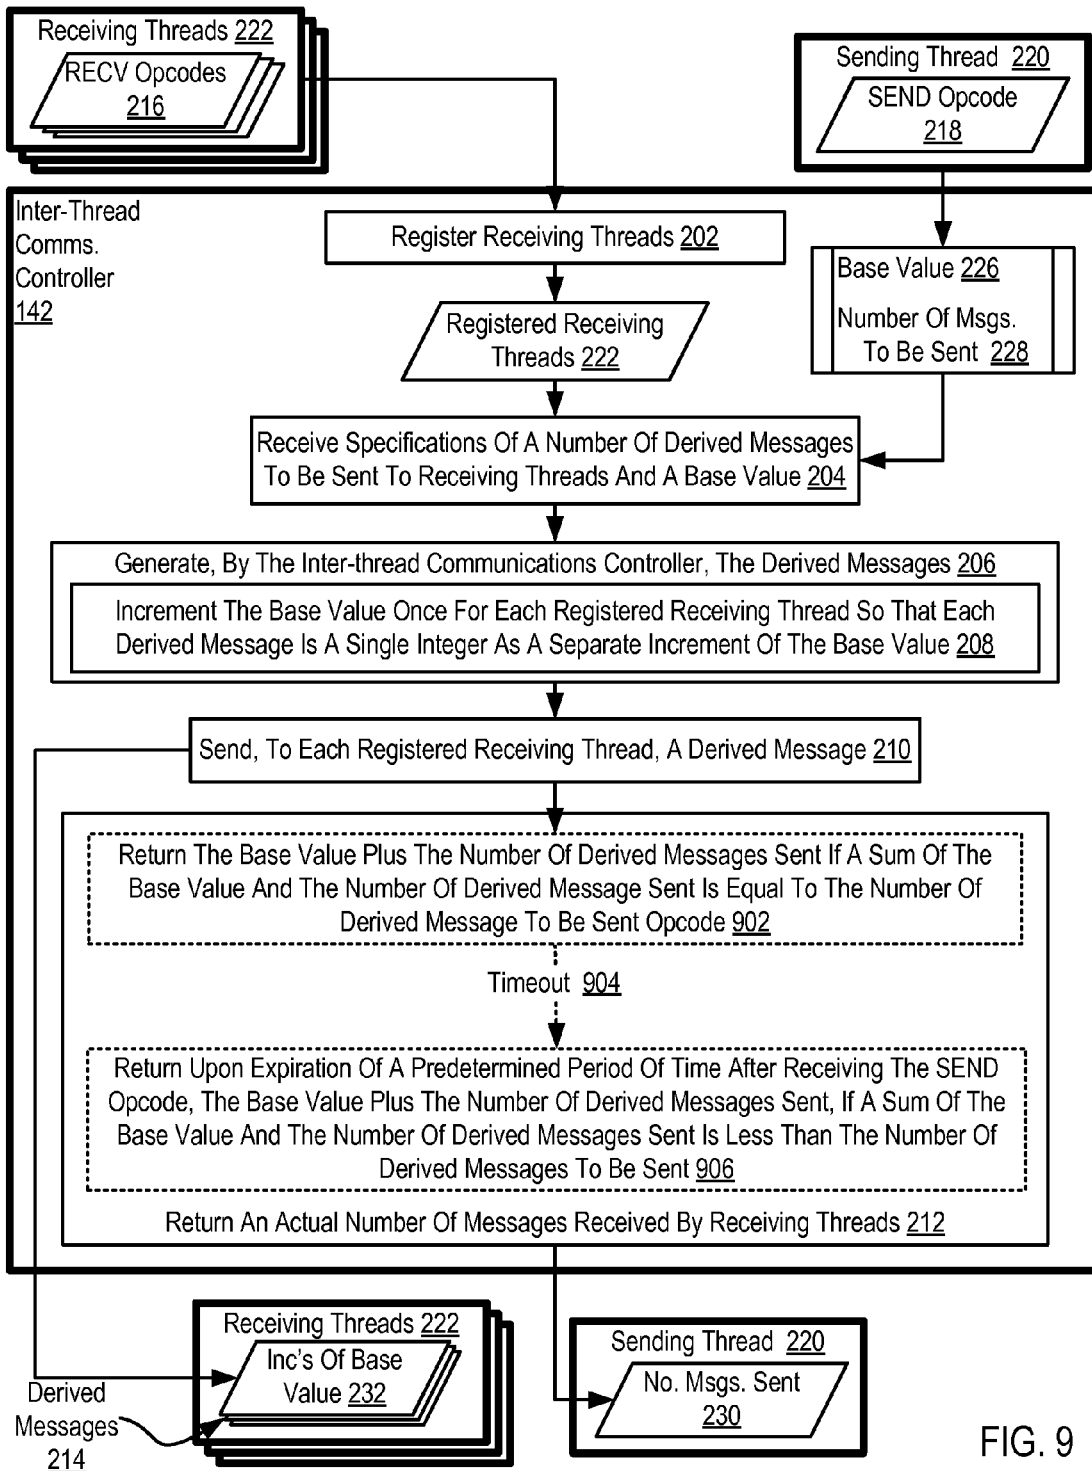 Receiving Threads 222
RECV Opcodes
216
Sending Thread 220
SEND Opcode
218
Inter-Thread
Comms.
Controller
142
Register Receiving Threads 202
Base Value 226
Number Of Msgs.
To Be Sent 228
Registered Receiving
Threads 222
Receive Specifications Of A Number Of Derived Messages
To Be Sent To Receiving Threads And A Base Value 204
Generate, By The Inter-thread Communications Controller, The Derived Messages 206
Increment The Base Value Once For Each Registered Receiving Thread So That Each
Derived Message Is A Single Integer As A Separate Increment Of The Base Value 208
Send, To Each Registered Receiving Thread, A Derived Message 210
Return The Base Value Plus The Number Of Derived Messages Sent If A Sum Of The
Base Value And The Number Of Derived Message Sent Is Equal To The Number Of
Derived Message To Be Sent Opcode 902
Timeout 904
Return Upon Expiration Of A Predetermined Period Of Time After Receiving The SEND
Opcode, The Base Value Plus The Number Of Derived Messages Sent, If A Sum Of The
Base Value And The Number Of Derived Messages Sent Is Less Than The Number Of
Derived Messages To Be Sent 906
Return An Actual Number Of Messages Received By Receiving Threads 212
Receiving Threads 222
Inc's Of Base
Value 232
Derived
Messages
214
Sending Thread 220
No. Msgs. Sent
230
FIG. 9